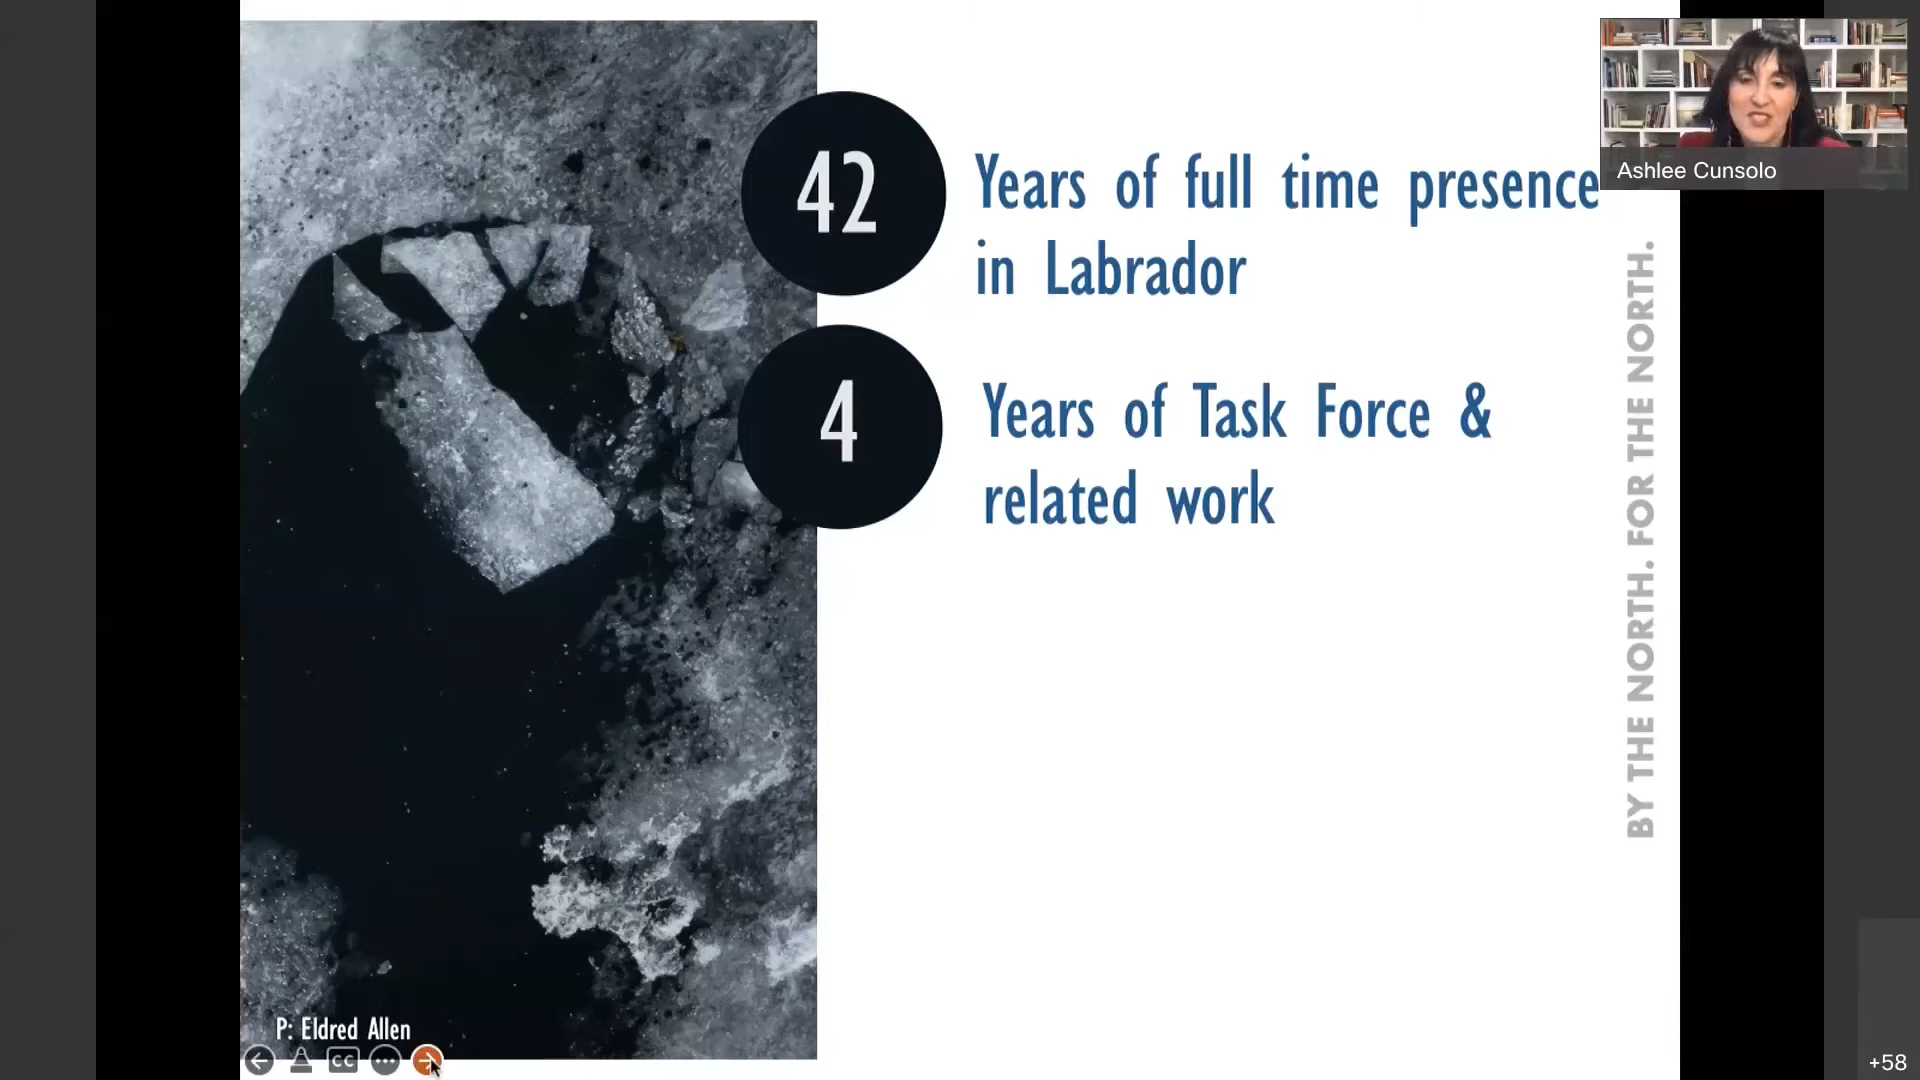 42
Years of full time presence
in Labrador
4
Years of Task Force &
related work
BY THE NORTH. FOR THE NORTH.
Ashlee Cunsolo
P: Eldred Allen
CC
+58